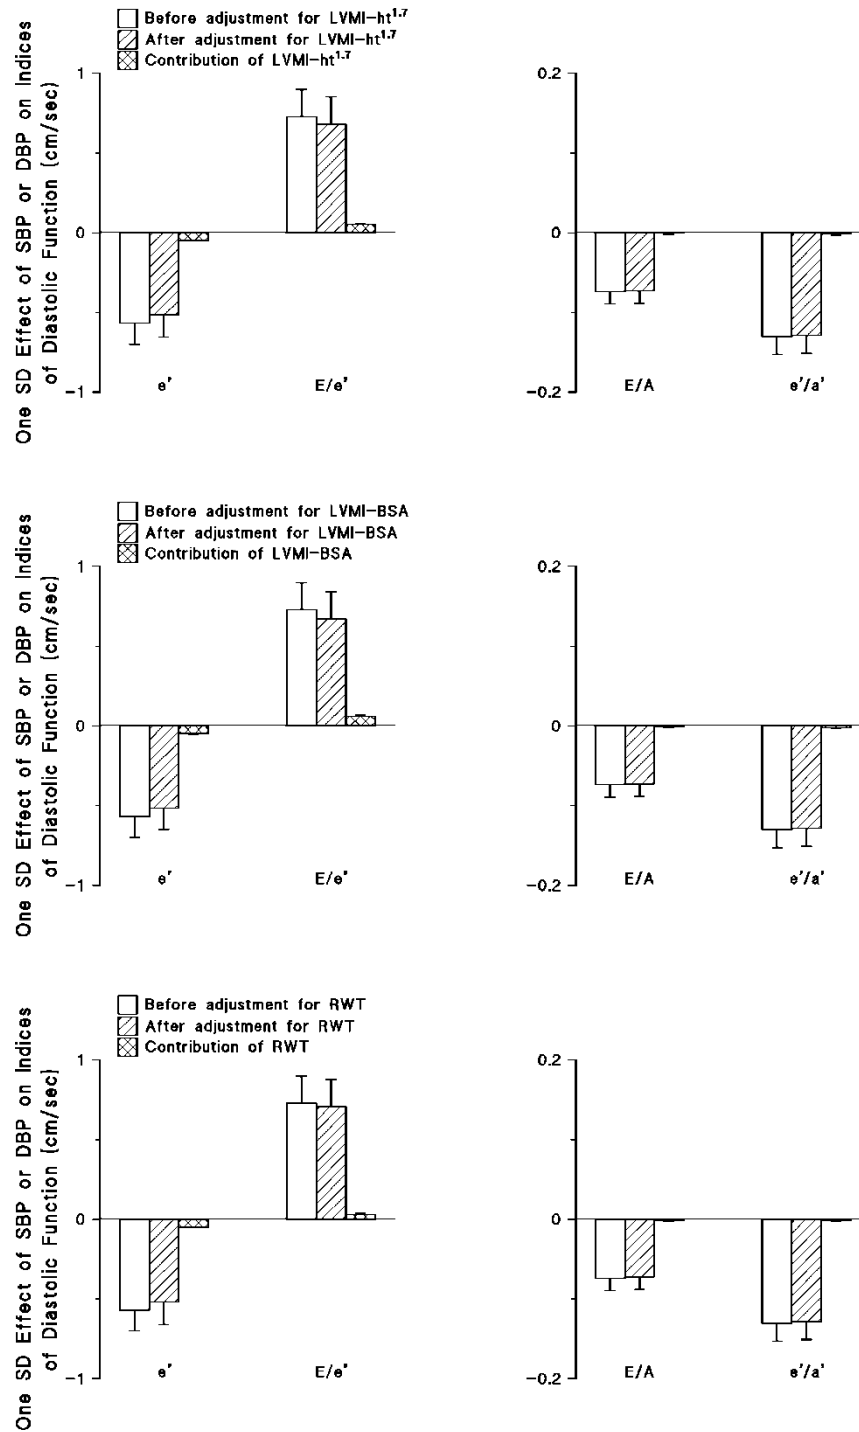 Before adjustment for LVMI-ht1.7
After adjustment for LVMI-ht1.7
Contribution of LVMI-ht1.7
One SD Effect of SBP or DBP on Indices
of Diastolic Function (cm/sec)
1
0
-1
e'
E/e'
0.2
0
-0.2
E/A
e'/a'
Before adjustment for LVMI-BSA
After adjustment for LVMI-BSA
Contribution of LVMI-BSA
One SD Effect of SBP or DBP on Indices
of Diastolic Function (cm/sec)
1
0
-1
e'
E/e'
0.2
0
-0.2
E/A
e'/a'
Before adjustment for RWT
After adjustment for RWT
Contribution of RWT
One SD Effect of SBP or DBP on Indices
of Diastolic Function (cm/sec)
1
0
-1
e'
E/e'
0.2
0
-0.2
E/A
e'/a'